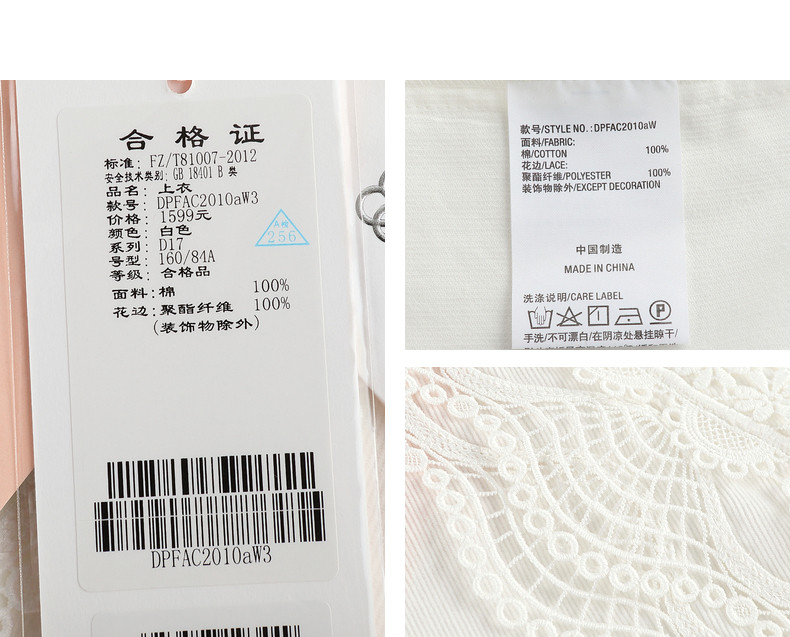 合格证
标准: FZ/T81007-2012
安全技术类别: GB 18401 B 类
品名: 上衣
款号: DPFAC2010aW3
价格: 1599元
颜色: 白色
系列: D17
号型: 160/84A
等级: 合格品
面料: 棉 100%
花边: 聚酯纤维 100%
(装饰物除外)
256
DPFAC2010aW3
款号/STYLE NO.:DPFAC2010aW
面料/FABRIC:
棉/COTTON 100%
花边/LACE:
聚酯纤维/POLYESTER 100%
装饰物除外/EXCEPT DECORATION
中国制造
MADE IN CHINA
洗涤说明/CARE LABEL
P
手洗/不可漂白/在阴凉处悬挂晾干/